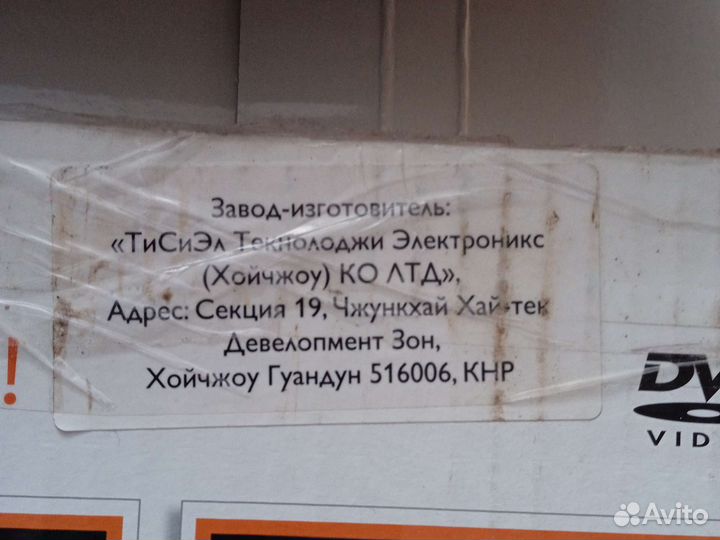 Завод-изготовитель:
«ТиСиЭл Текнолоджи Электроникс
(Хойчжоу) КО ЛТД»,
Адрес: Секция 19, Чжункхай Хай-тек
Девелопмент Зон,
Хойчжоу Гуандун 516006, КНР
!
DV
VID
Avito